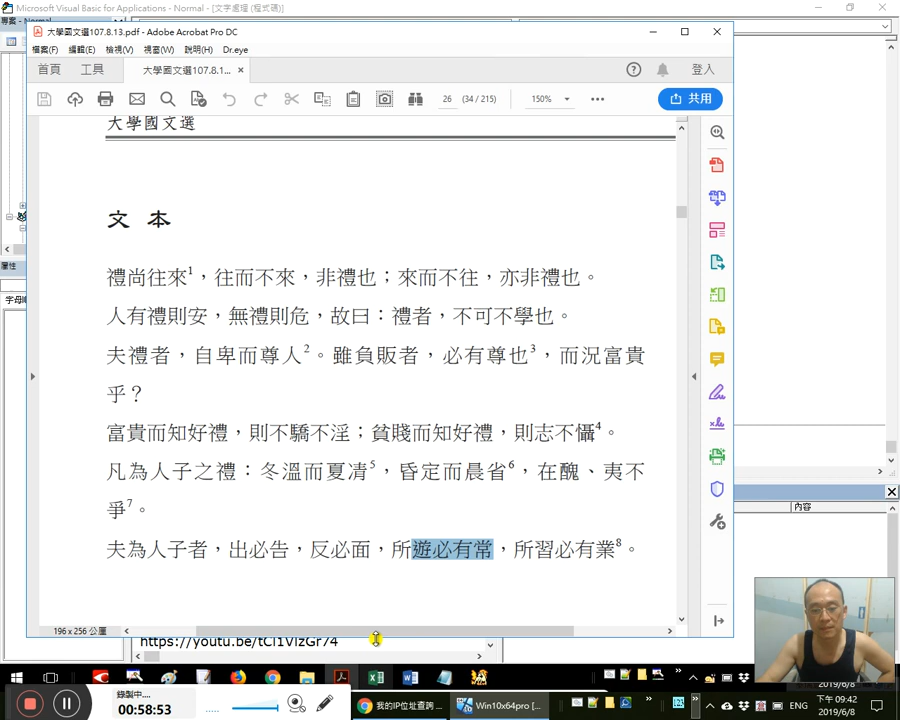 Microsoft Visual Basic for Applications - Normal - [文字處理 (程式碼)]
專案 - Normal
大學國文選107.8.13.pdf - Adobe Acrobat Pro DC
檔案(F) 編輯(E) 檢視(V) 視窗(W) 說明(H) Dr.eye
首頁 工具 大學國文選107.8.1... × 登入
26 (34 / 215) 150% 共用
大學國文選
文 本
禮尚往來1，往而不來，非禮也；來而不往，亦非禮也。
人有禮則安，無禮則危，故曰：禮者，不可不學也。
夫禮者，自卑而尊人2。雖負販者，必有尊也3，而況富貴
乎？
富貴而知好禮，則不驕不淫；貧賤而知好禮，則志不懾4。
凡為人子之禮：冬溫而夏凊5，昏定而晨省6，在醜、夷不
爭7。
夫為人子者，出必告，反必面，所遊必有常，所習必有業8。
屬性
內容
196 x 256 公厘
https://youtu.be/tCl1VIzGr74
2019/6/8
錄製中....
00:58:53
我的IP位址查詢 ...
Win10x64pro [...
ENG
下午 09:42
2019/6/8